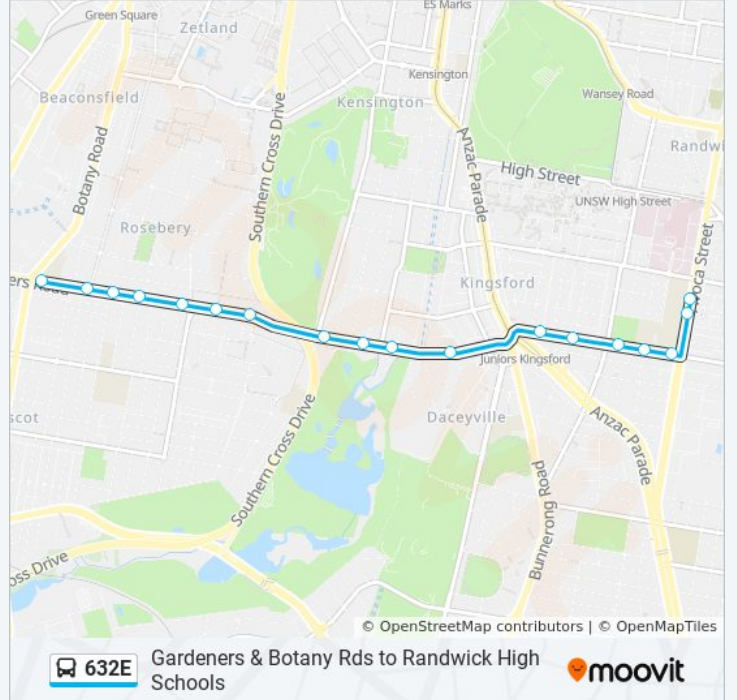 ES Marks
Green Square
Zetland
Kensington
Beaconsfield
Kensington
Wansey Road
Southern Cross Drive
Anzac Parade
Randwi
Botany Road
High Street
UNSW High Street
Rosebery
voca Street
Kingsford
ers Road
Juniors Kingsford
scot
Daceyville
Anzac Parade
Southern Cross Drive
Bunnerong Road
oss Drive
© OpenStreetMap contributors | © OpenMapTiles
632E
Gardeners & Botany Rds to Randwick High
Schools
moovit